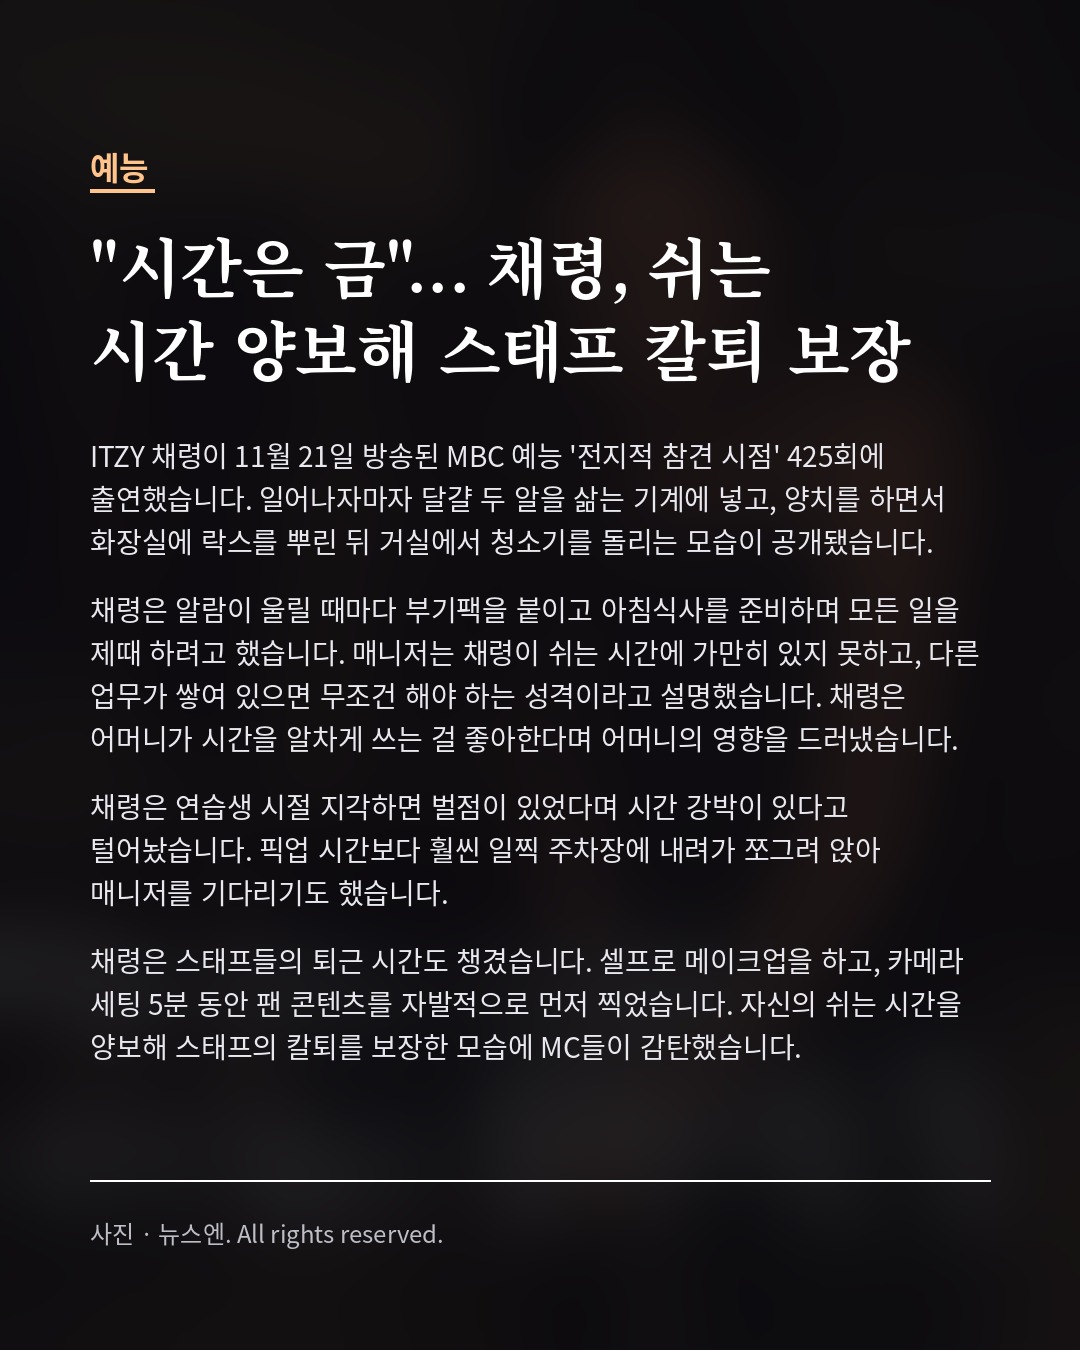 예능
"시간은 금"... 채령, 쉬는
시간 양보해 스태프 칼퇴 보장
ITZY 채령이 11월 21일 방송된 MBC 예능 '전지적 참견 시점' 425회에
출연했습니다. 일어나자마자 달걀 두 알을 삶는 기계에 넣고, 양치를 하면서
화장실에 락스를 뿌린 뒤 거실에서 청소기를 돌리는 모습이 공개됐습니다.
채령은 알람이 울릴 때마다 부기팩을 붙이고 아침식사를 준비하며 모든 일을
제때 하려고 했습니다. 매니저는 채령이 쉬는 시간에 가만히 있지 못하고, 다른
업무가 쌓여 있으면 무조건 해야 하는 성격이라고 설명했습니다. 채령은
어머니가 시간을 알차게 쓰는 걸 좋아한다며 어머니의 영향을 드러냈습니다.
채령은 연습생 시절 지각하면 벌점이 있었다며 시간 강박이 있다고
털어놨습니다. 픽업 시간보다 훨씬 일찍 주차장에 내려가 쪼그려 앉아
매니저를 기다리기도 했습니다.
채령은 스태프들의 퇴근 시간도 챙겼습니다. 셀프로 메이크업을 하고, 카메라
세팅 5분 동안 팬 콘텐츠를 자발적으로 먼저 찍었습니다. 자신의 쉬는 시간을
양보해 스태프의 칼퇴를 보장한 모습에 MC들이 감탄했습니다.
사진 · 뉴스엔. All rights reserved.